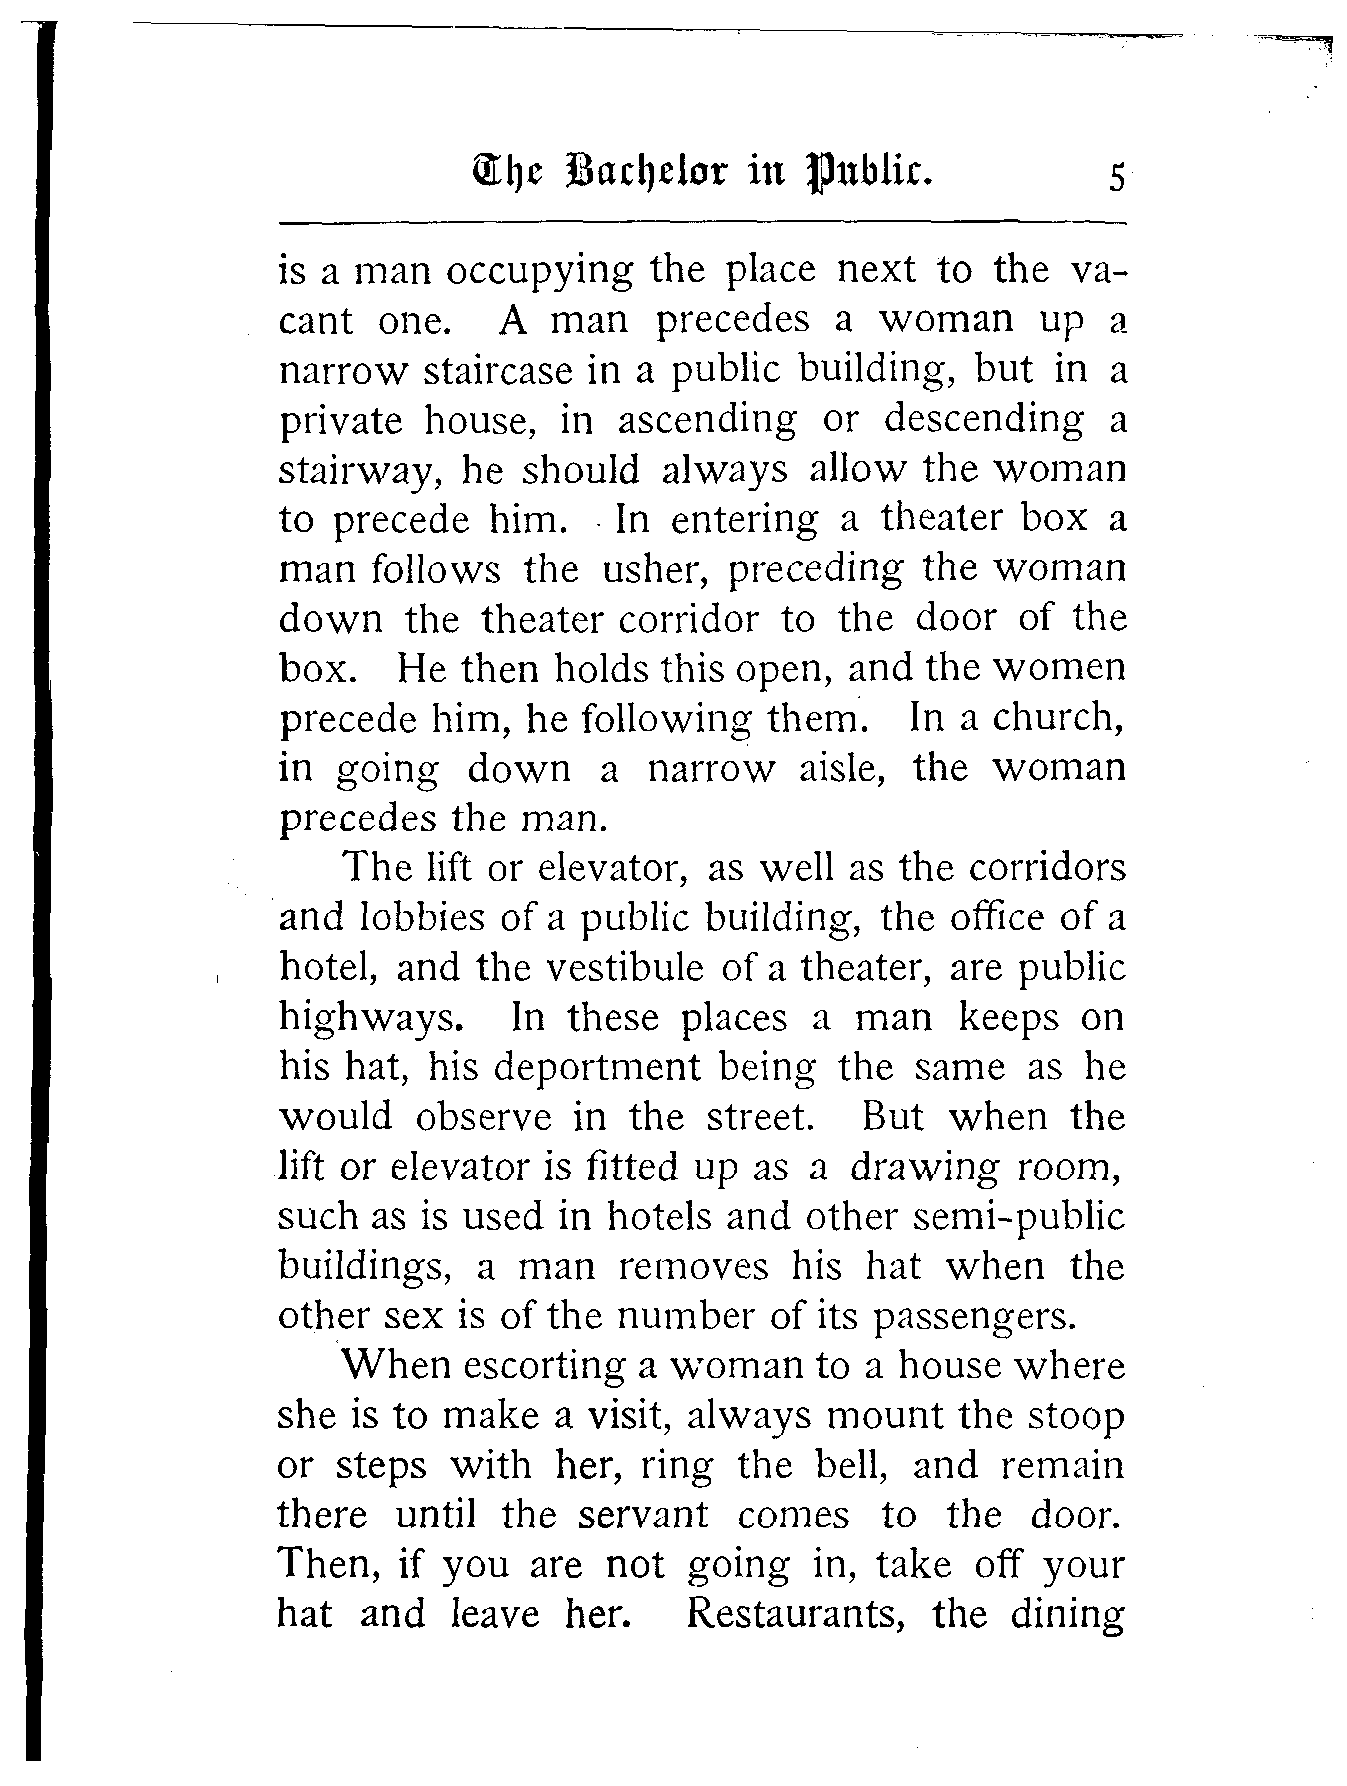 The Bachelor in Public. 5
is a man occupying the place next to the va-
cant one. A man precedes a woman up a
narrow staircase in a public building, but in a
private house, in ascending or descending a
stairway, he should always allow the woman
to precede him. In entering a theater box a
man follows the usher, preceding the woman
down the theater corridor to the door of the
box. He then holds this open, and the women
precede him, he following them. In a church,
in going down a narrow aisle, the woman
precedes the man.
The lift or elevator, as well as the corridors
and lobbies of a public building, the office of a
hotel, and the vestibule of a theater, are public
highways. In these places a man keeps on
his hat, his deportment being the same as he
would observe in the street. But when the
lift or elevator is fitted up as a drawing room,
such as is used in hotels and other semi-public
buildings, a man removes his hat when the
other sex is of the number of its passengers.
When escorting a woman to a house where
she is to make a visit, always mount the stoop
or steps with her, ring the bell, and remain
there until the servant comes to the door.
Then, if you are not going in, take off your
hat and leave her. Restaurants, the dining